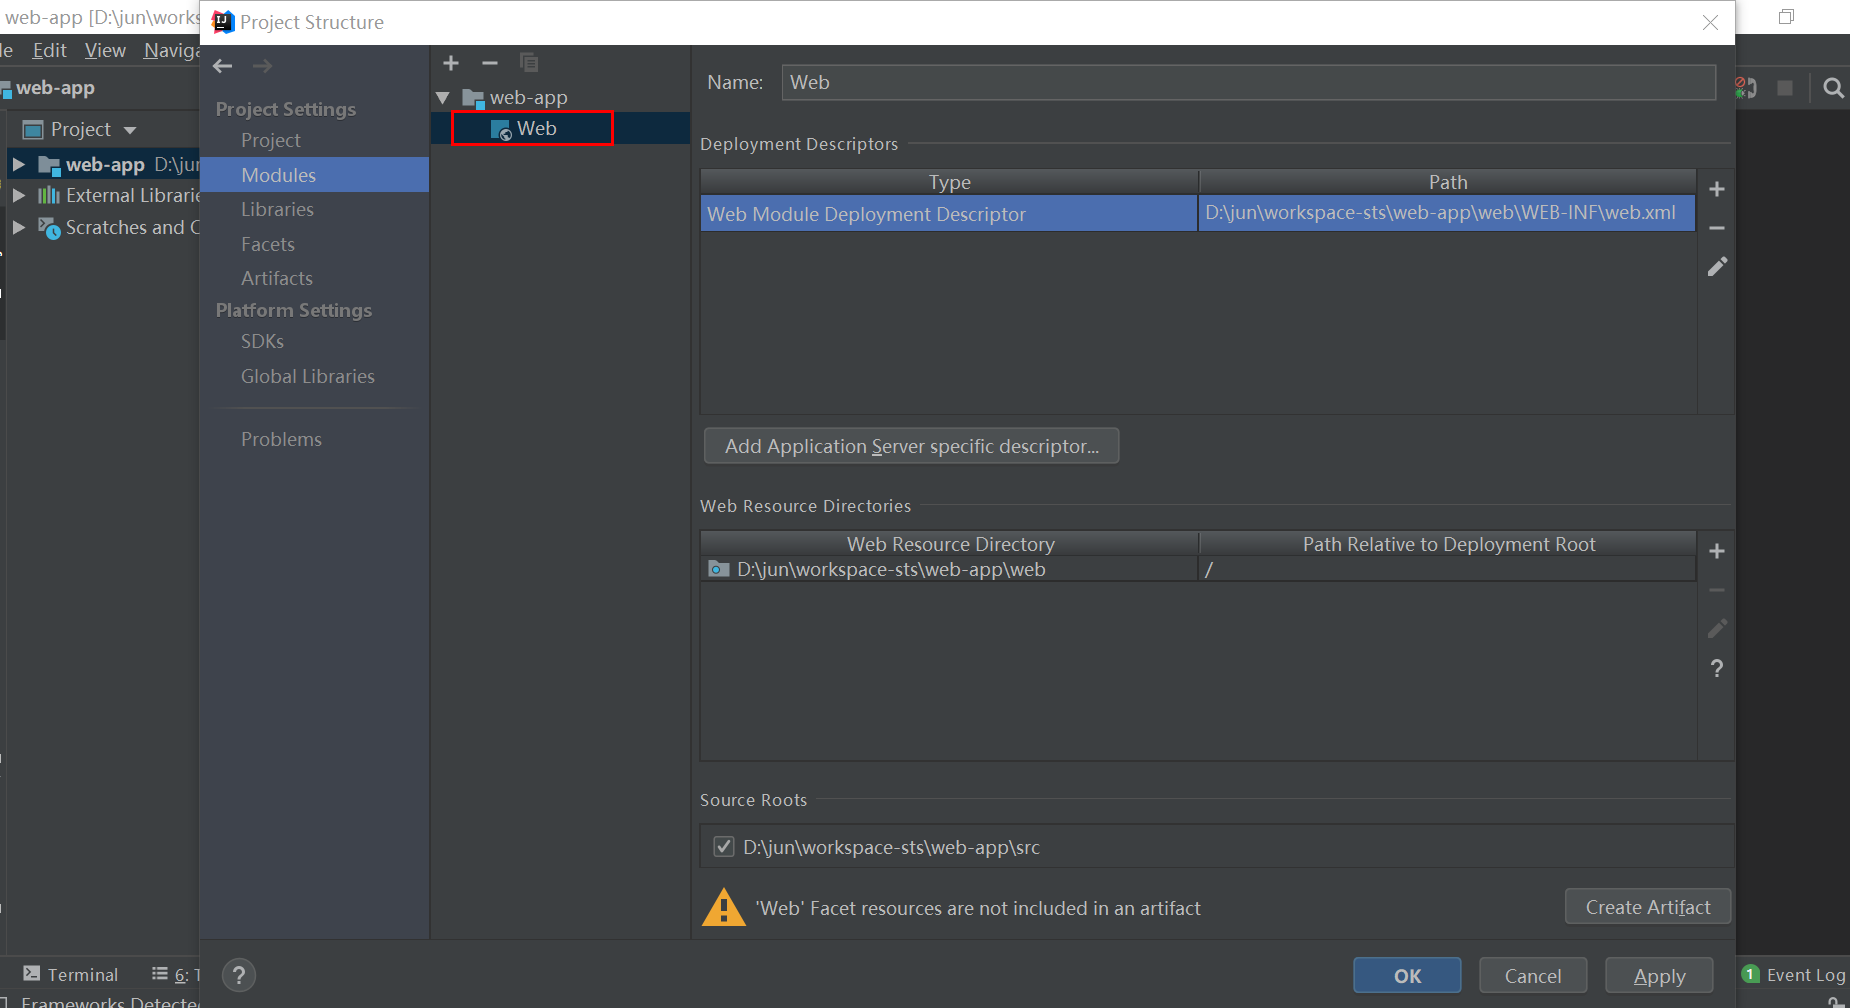 web-app [D:\jun\works
Project Structure
le Edit View Naviga
web-app
Project
web-app D:\jun
External Librarie
Scratches and C
Project Settings
Project
Modules
Libraries
Facets
Artifacts
Platform Settings
SDKs
Global Libraries
Problems
web-app
Web
Name: Web
Deployment Descriptors
Type Path
Web Module Deployment Descriptor D:\jun\workspace-sts\web-app\web\WEB-INF\web.xml
Add Application Server specific descriptor...
Web Resource Directories
Web Resource Directory Path Relative to Deployment Root
D:\jun\workspace-sts\web-app\web /
Source Roots
D:\jun\workspace-sts\web-app\src
'Web' Facet resources are not included in an artifact
Create Artifact
OK Cancel Apply
Terminal 6: T
1 Event Log
Frameworks Detecte